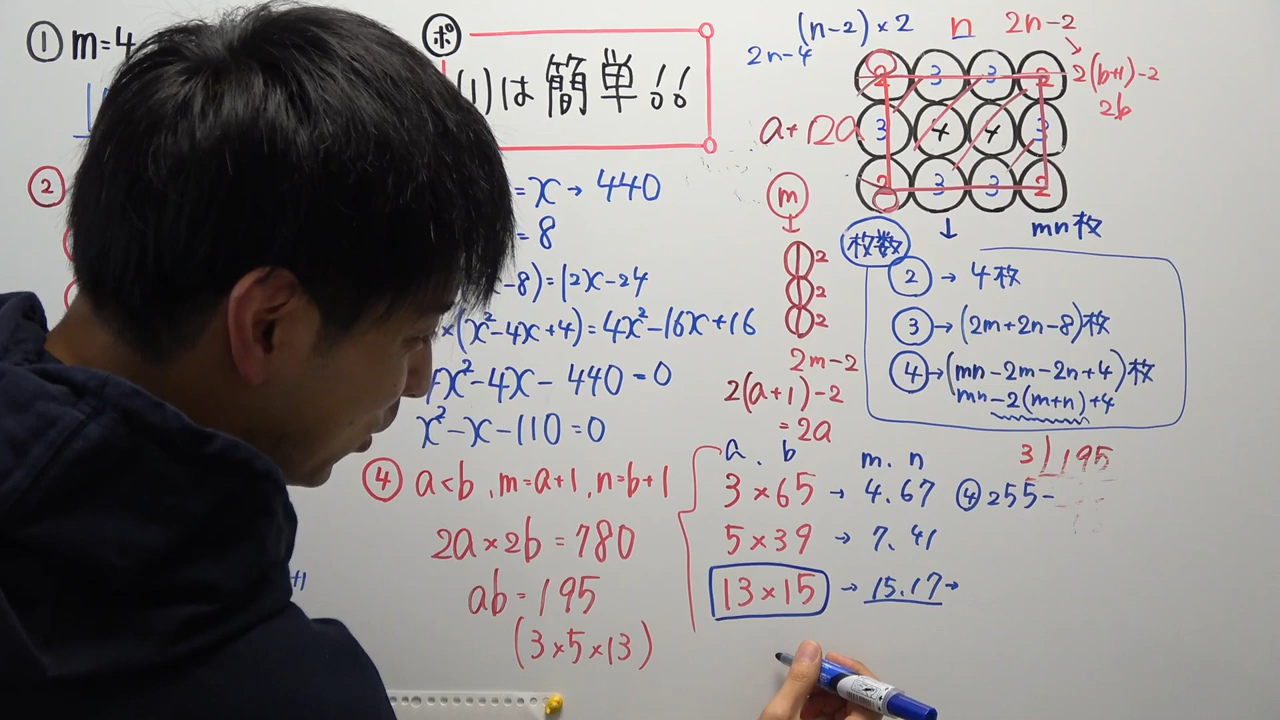 ① m=4
ポ
(1)は簡単!!
②
=x→440
=8
-8)=12x-24
×(x²-4x+4)=4x²-16x+16
x²-4x-440=0
x²-x-110=0
④ a<b, m=a+1, n=b+1
2a×2b=780
ab=195
(3×5×13)
+1
(n-2)×2
2n-4
n
2n-2
2(b+1)-2
2b
2 3 3 2
3 4 4 3
2 3 3 2
m
2
2
2
2m-2
2(a+1)-2
=2a
mn枚
枚数
②→4枚
③→(2m+2n-8)枚
④→(mn-2m-2n+4)枚
mn-2(m+n)+4
a. b
m. n
3×65→4.67
④255-
5×39→7.41
13×15→15.17→
3)195